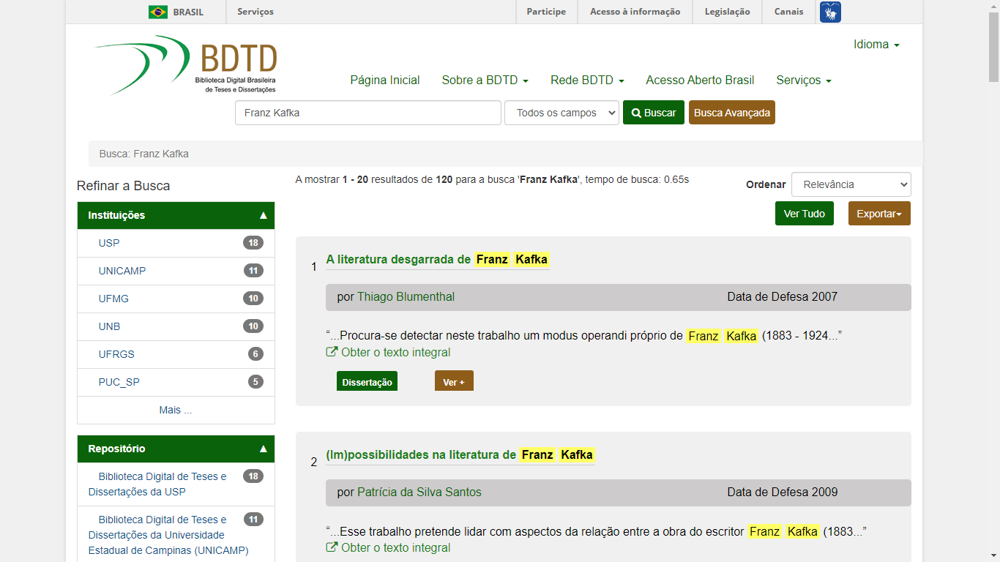 BRASIL Serviços Participe Acesso à informação Legislação Canais
Idioma
BDTD
Biblioteca Digital Brasileira
de Teses e Dissertações
Página Inicial Sobre a BDTD Rede BDTD Acesso Aberto Brasil Serviços
Franz Kafka Todos os campos Buscar Busca Avançada
Busca: Franz Kafka
Refinar a Busca
A mostrar 1 - 20 resultados de 120 para a busca 'Franz Kafka', tempo de busca: 0.65s
Ordenar Relevância
Ver Tudo Exportar
Instituições
USP 18
UNICAMP 11
UFMG 10
UNB 10
UFRGS 6
PUC_SP 5
Mais ...
Repositório
Biblioteca Digital de Teses e 18
Dissertações da USP
Biblioteca Digital de Teses e 11
Dissertações da Universidade
Estadual de Campinas (UNICAMP)
1 A literatura desgarrada de Franz Kafka
por Thiago Blumenthal Data de Defesa 2007
“...Procura-se detectar neste trabalho um modus operandi próprio de Franz Kafka (1883 - 1924...”
Obter o texto integral
Dissertação Ver +
2 (Im)possibilidades na literatura de Franz Kafka
por Patrícia da Silva Santos Data de Defesa 2009
“...Esse trabalho pretende lidar com aspectos da relação entre a obra do escritor Franz Kafka (1883...”
Obter o texto integral